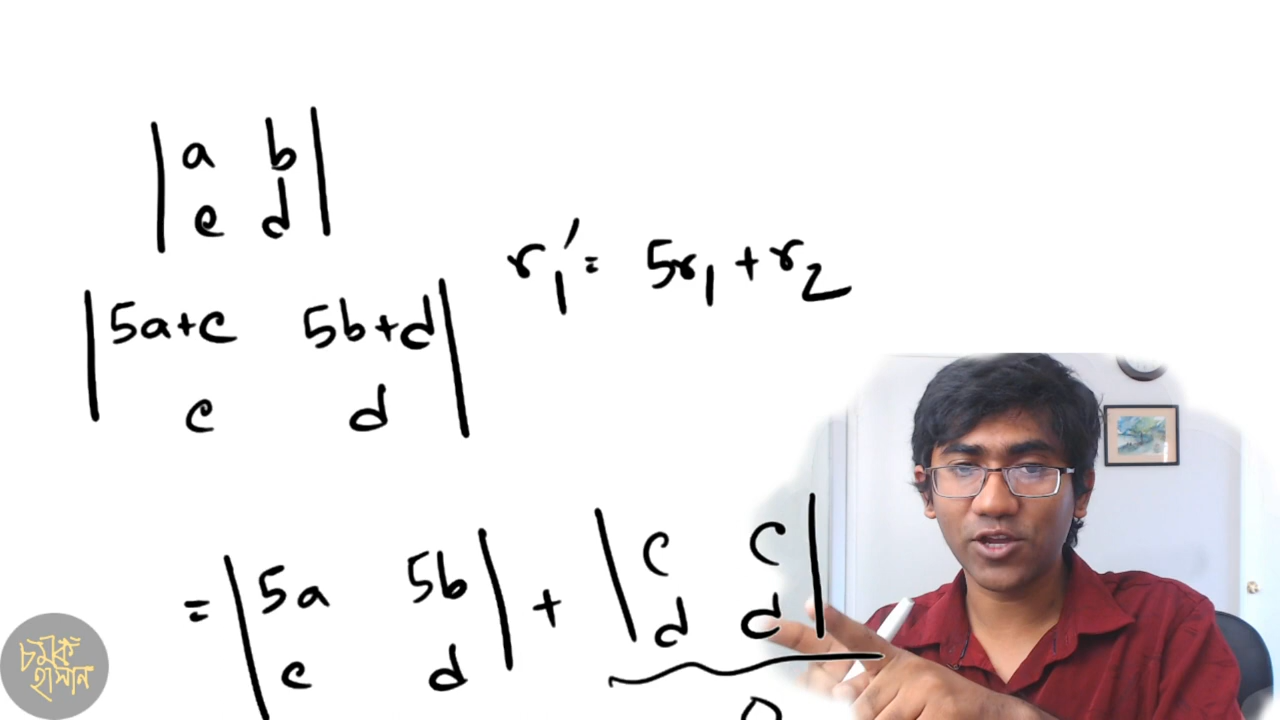 | a b |
| c d |
r₁′ = 5r₁ + r₂
| 5a+c 5b+d |
| c d |
= | 5a 5b | + | c c |
| c d | | d d |
0
চমক
হাসান